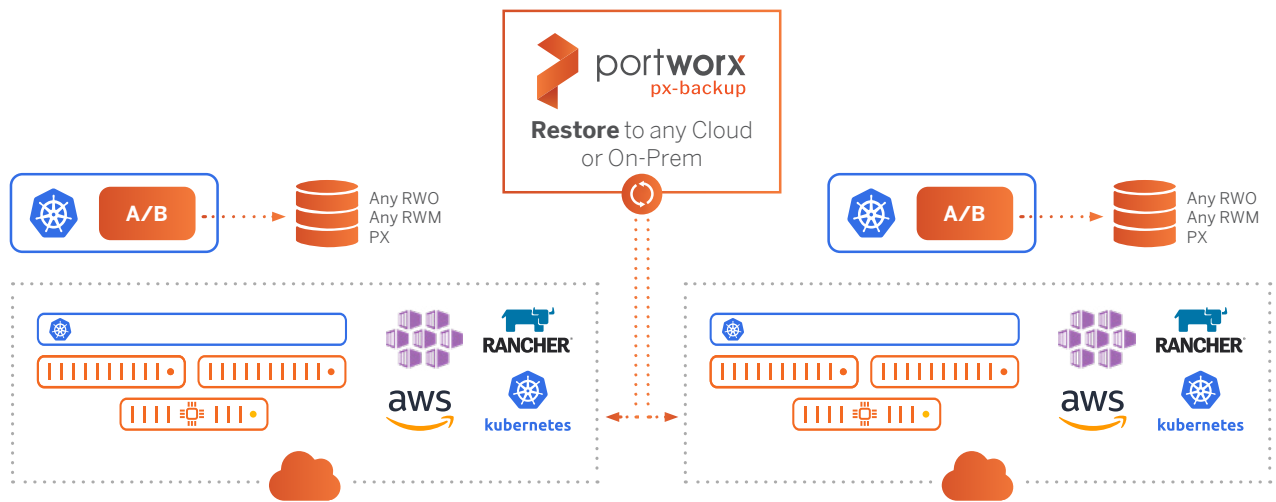 portworx
px-backup
Restore to any Cloud
or On-Prem
A/B
Any RWO
Any RWM
PX
A/B
Any RWO
Any RWM
PX
RANCHER
aws
kubernetes
RANCHER
aws
kubernetes